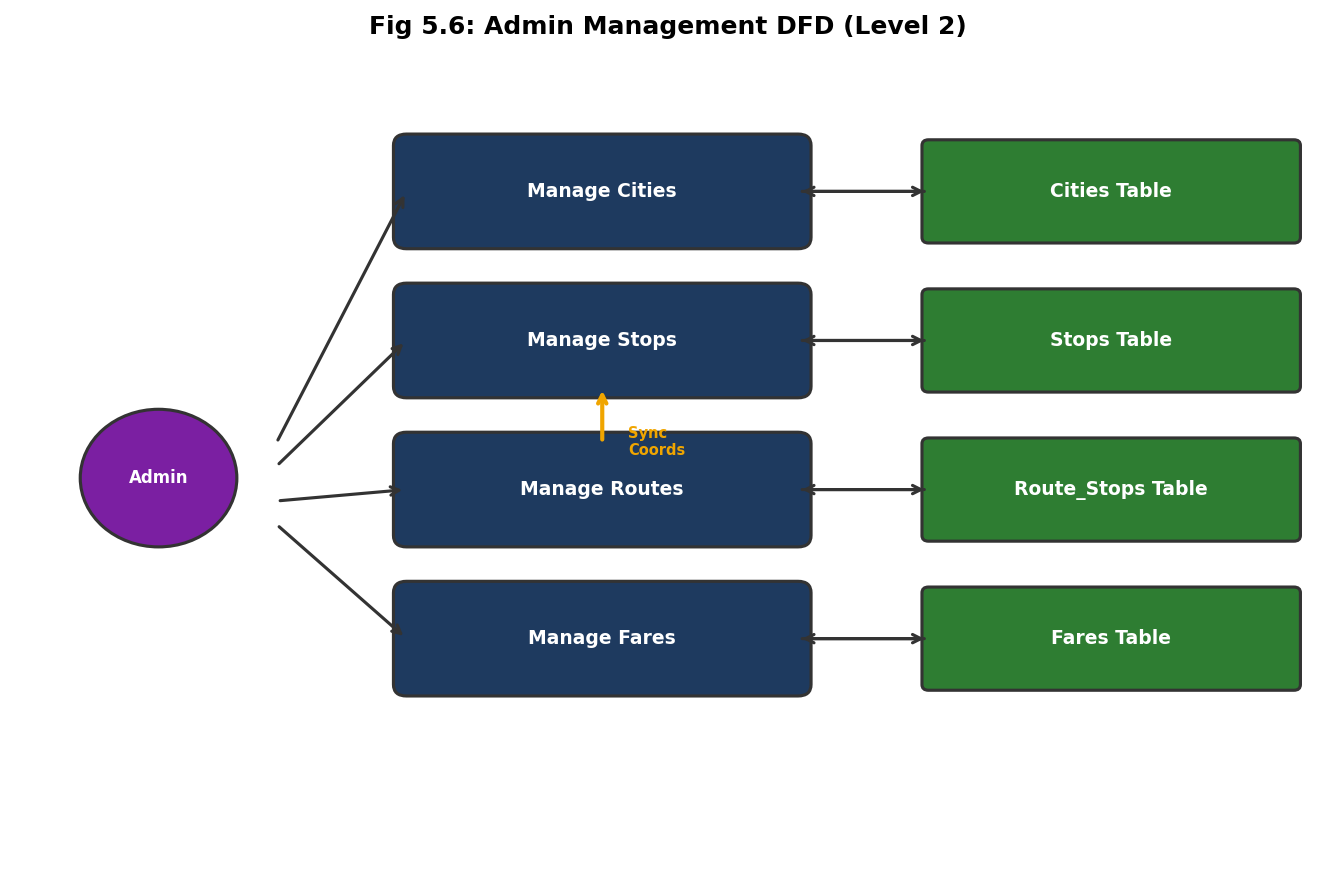 Fig 5.6: Admin Management DFD (Level 2)
Manage Cities
Cities Table
Manage Stops
Stops Table
Sync
Coords
Admin
Manage Routes
Route_Stops Table
Manage Fares
Fares Table